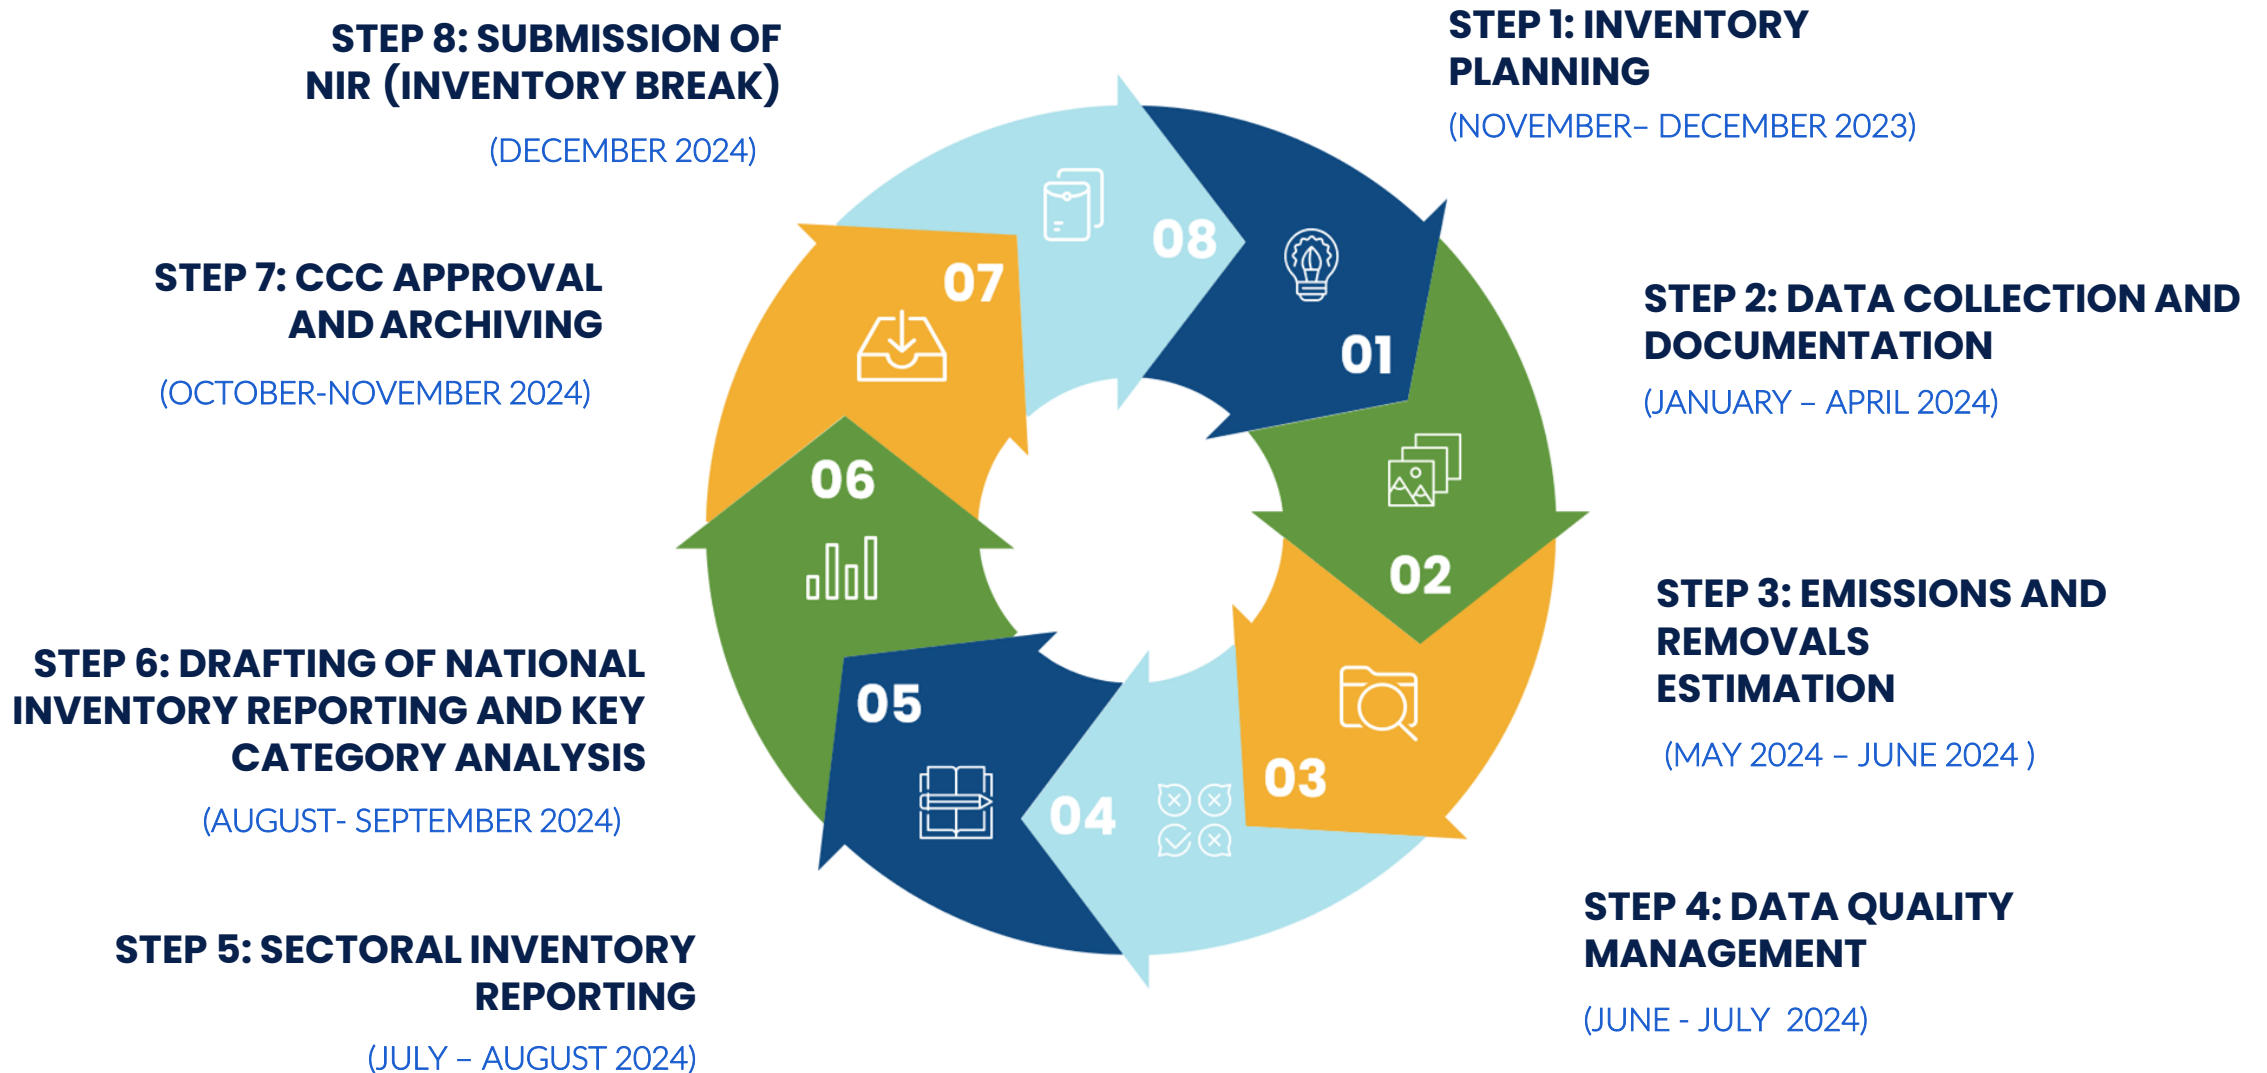 STEP 1: INVENTORY
PLANNING
(NOVEMBER– DECEMBER 2023)
STEP 2: DATA COLLECTION AND
DOCUMENTATION
(JANUARY – APRIL 2024)
STEP 3: EMISSIONS AND
REMOVALS
ESTIMATION
(MAY 2024 – JUNE 2024 )
STEP 4: DATA QUALITY
MANAGEMENT
(JUNE - JULY 2024)
STEP 5: SECTORAL INVENTORY
REPORTING
(JULY – AUGUST 2024)
STEP 6: DRAFTING OF NATIONAL
INVENTORY REPORTING AND KEY
CATEGORY ANALYSIS
(AUGUST- SEPTEMBER 2024)
STEP 7: CCC APPROVAL
AND ARCHIVING
(OCTOBER-NOVEMBER 2024)
STEP 8: SUBMISSION OF
NIR (INVENTORY BREAK)
(DECEMBER 2024)
01
02
03
04
05
06
07
08